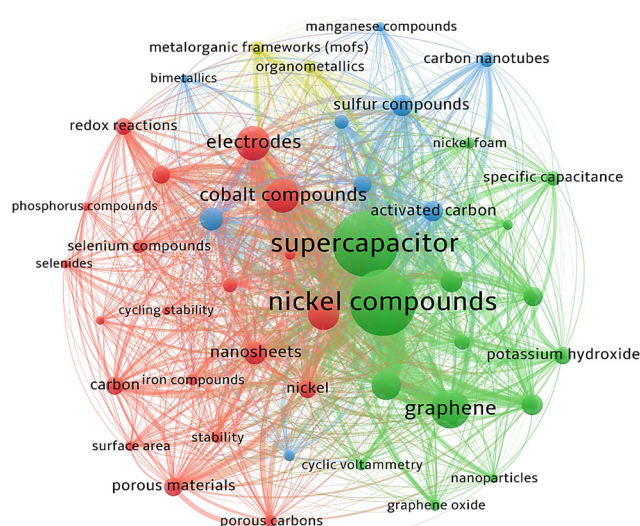 manganese compounds
metalorganic frameworks (mofs)
carbon nanotubes
organometallics
bimetallics
sulfur compounds
redox reactions
electrodes
nickel foam
specific capacitance
cobalt compounds
phosphorus compounds
activated carbon
supercapacitor
selenium compounds
selenides
nickel compounds
cycling stability
nanosheets
potassium hydroxide
carbon
iron compounds
nickel
graphene
stability
surface area
cyclic voltammetry
nanoparticles
porous materials
graphene oxide
porous carbons